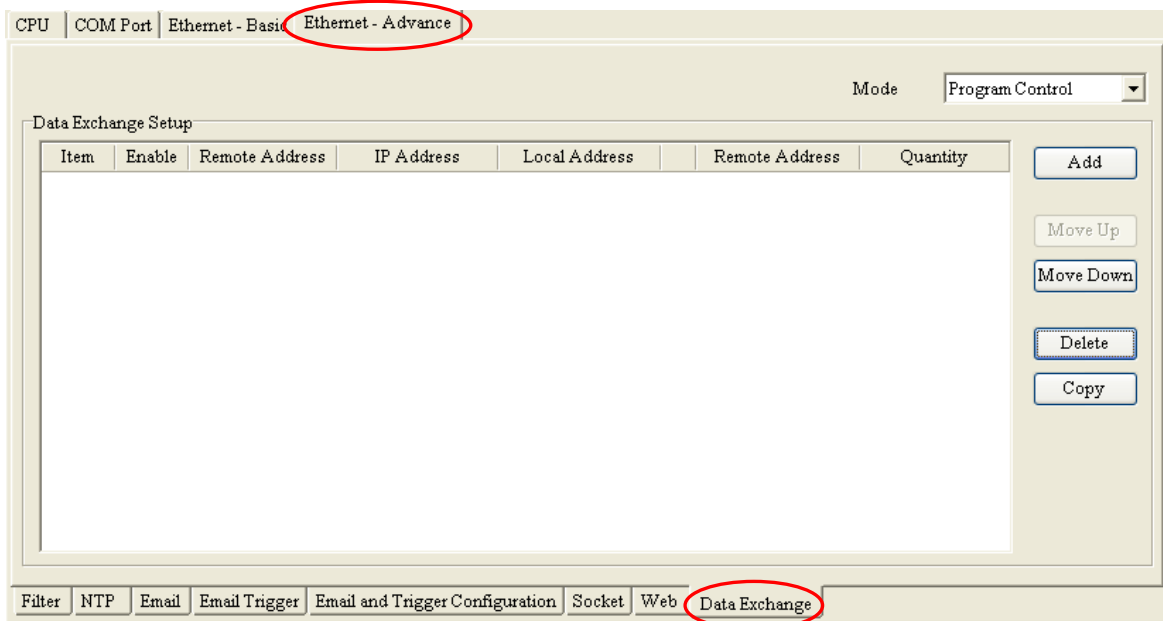 CPU COM Port Ethernet - Basic Ethernet - Advance
Mode Program Control
Data Exchange Setup
Item Enable Remote Address IP Address Local Address Remote Address Quantity
Add
Move Up
Move Down
Delete
Copy
Filter NTP Email Email Trigger Email and Trigger Configuration Socket Web Data Exchange